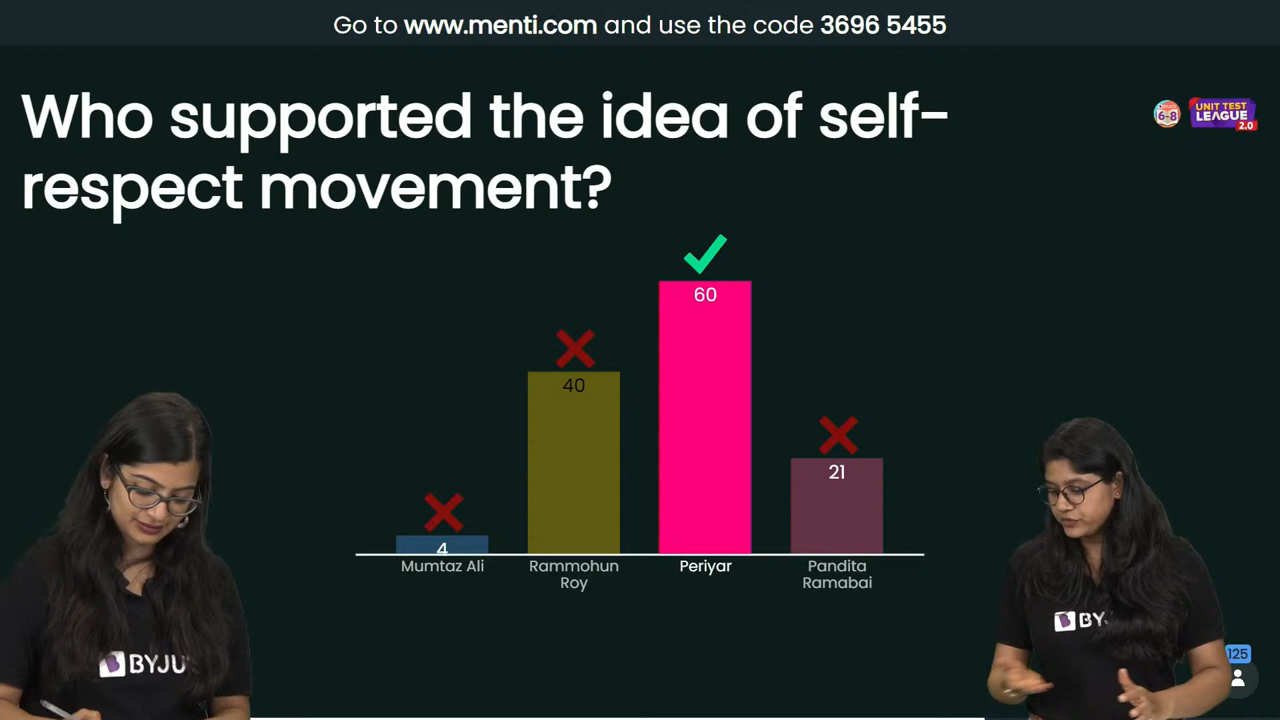 Go to www.menti.com and use the code 3696 5455
Who supported the idea of self-
respect movement?
6-8
UNIT TEST
LEAGUE
2.0
60
40
21
4
Mumtaz Ali
Rammohun
Roy
Periyar
Pandita
Ramabai
BYJU'
BYJ
125